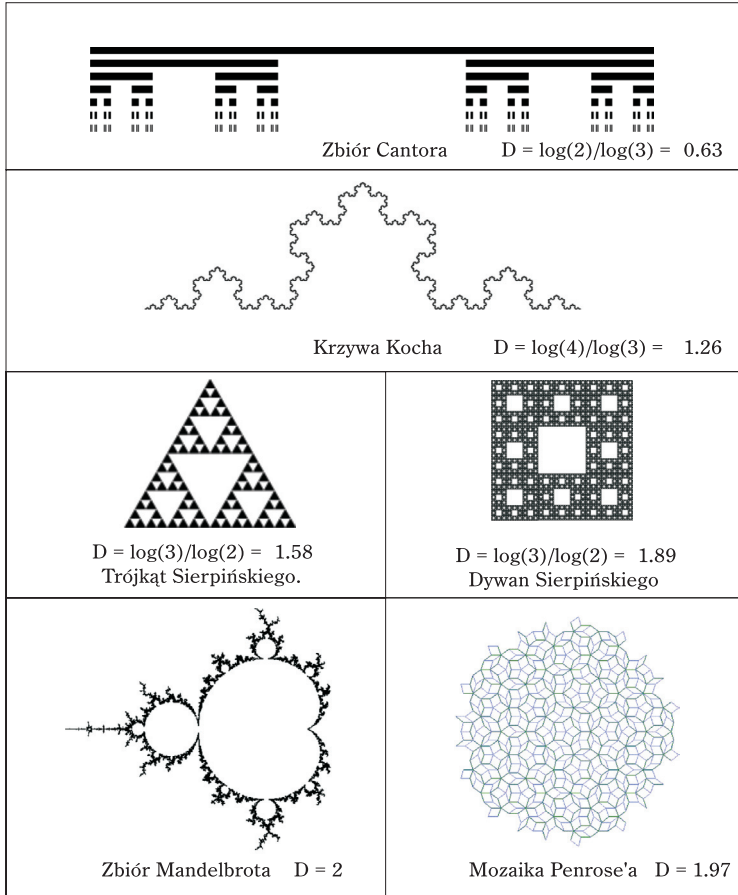 Zbiór Cantora D = log(2)/log(3) = 0.63
Krzywa Kocha D = log(4)/log(3) = 1.26
D = log(3)/log(2) = 1.58
Trójkąt Sierpińskiego.
D = log(3)/log(2) = 1.89
Dywan Sierpińskiego
Zbiór Mandelbrota D = 2
Mozaika Penrose'a D = 1.97